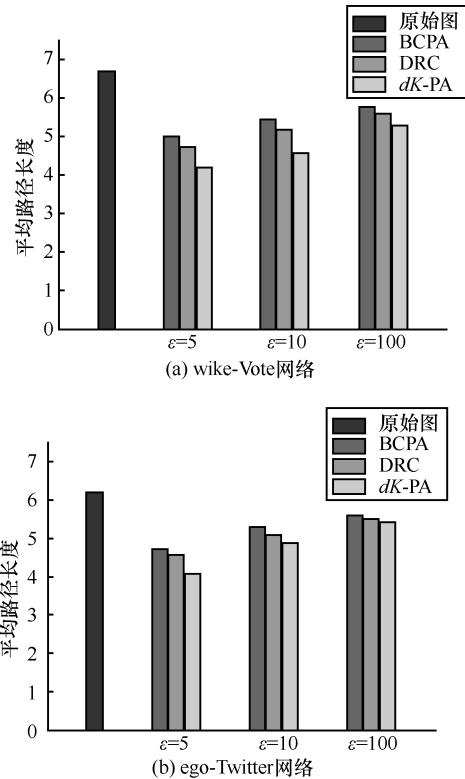 原始图
BCPA
DRC
dK-PA
7
6
5
4
3
2
1
0
平均路径长度
ε=5 ε=10 ε=100
(a) wike-Vote网络
原始图
BCPA
DRC
dK-PA
7
6
5
4
3
2
1
0
平均路径长度
ε=5 ε=10 ε=100
(b) ego-Twitter网络